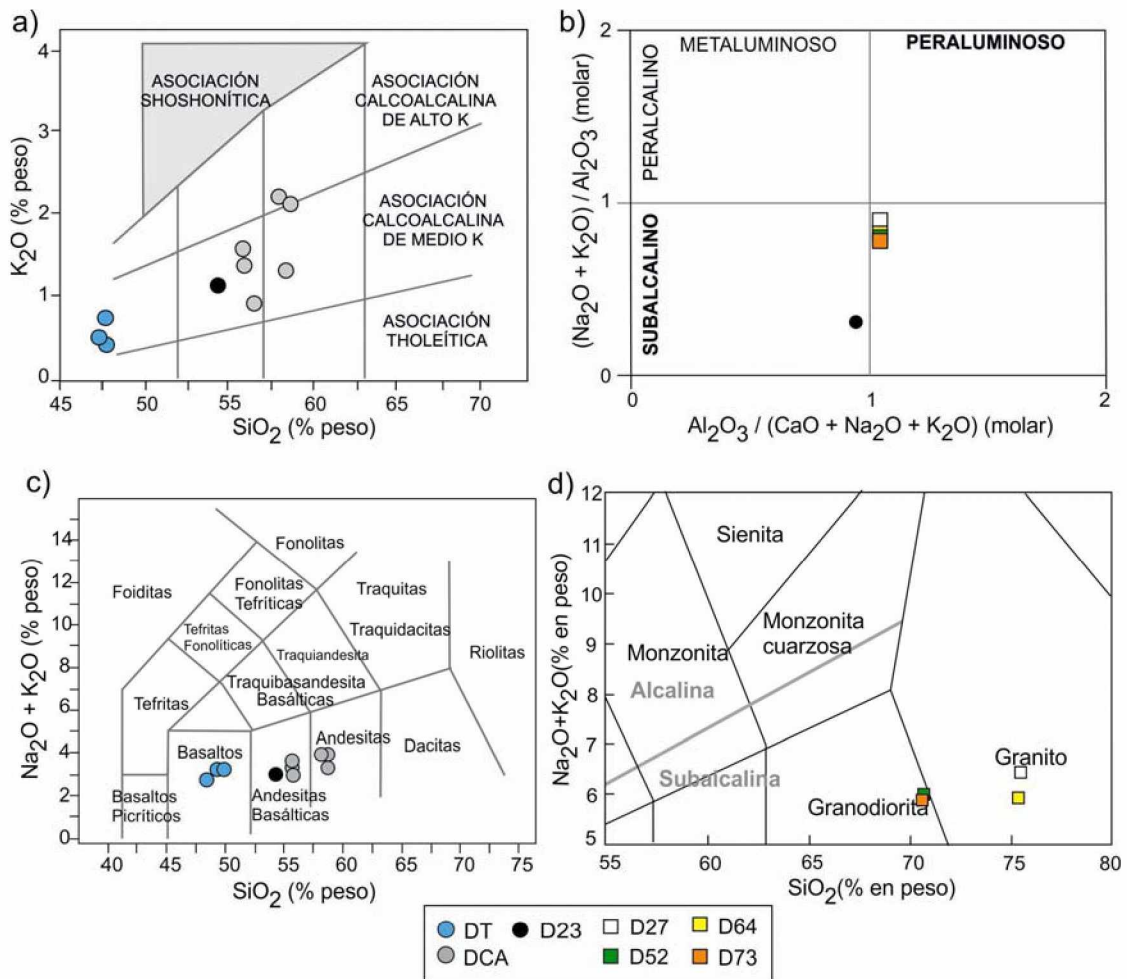 a)
4
3
2
1
0
K2O (% peso)
ASOCIACIÓN
SHOSHONÍTICA
ASOCIACIÓN
CALCOALCALINA
DE ALTO K
ASOCIACIÓN
CALCOALCALINA
DE MEDIO K
ASOCIACIÓN
THOLEÍTICA
45 50 55 60 65 70
SiO2 (% peso)
b)
2
1
0
(Na2O + K2O) / Al2O3 (molar)
PERALCALINO
SUBALCALINO
METALUMINOSO
PERALUMINOSO
0 1 2
Al2O3 / (CaO + Na2O + K2O) (molar)
c)
14
12
10
8
6
4
2
0
Na2O + K2O (% peso)
Fonolitas
Foiditas
Fonolitas
Tefríticas
Traquitas
Tefritas
Fonolíticas
Traquidacitas
Traquiandesita
Riolitas
Tefritas
Traquibasandesita
Basálticas
Basaltos
Andesitas
Dacitas
Basaltos
Picríticos
Andesitas
Basálticas
40 45 50 55 60 65 70 75
SiO2 (% peso)
d)
12
11
10
9
8
7
6
5
Na2O+K2O(% en peso)
Sienita
Monzonita
cuarzosa
Monzonita
Alcalina
Subalcalina
Granito
Granodiorita
55 60 65 70 75 80
SiO2(% en peso)
DT D23 D27 D64
DCA D52 D73